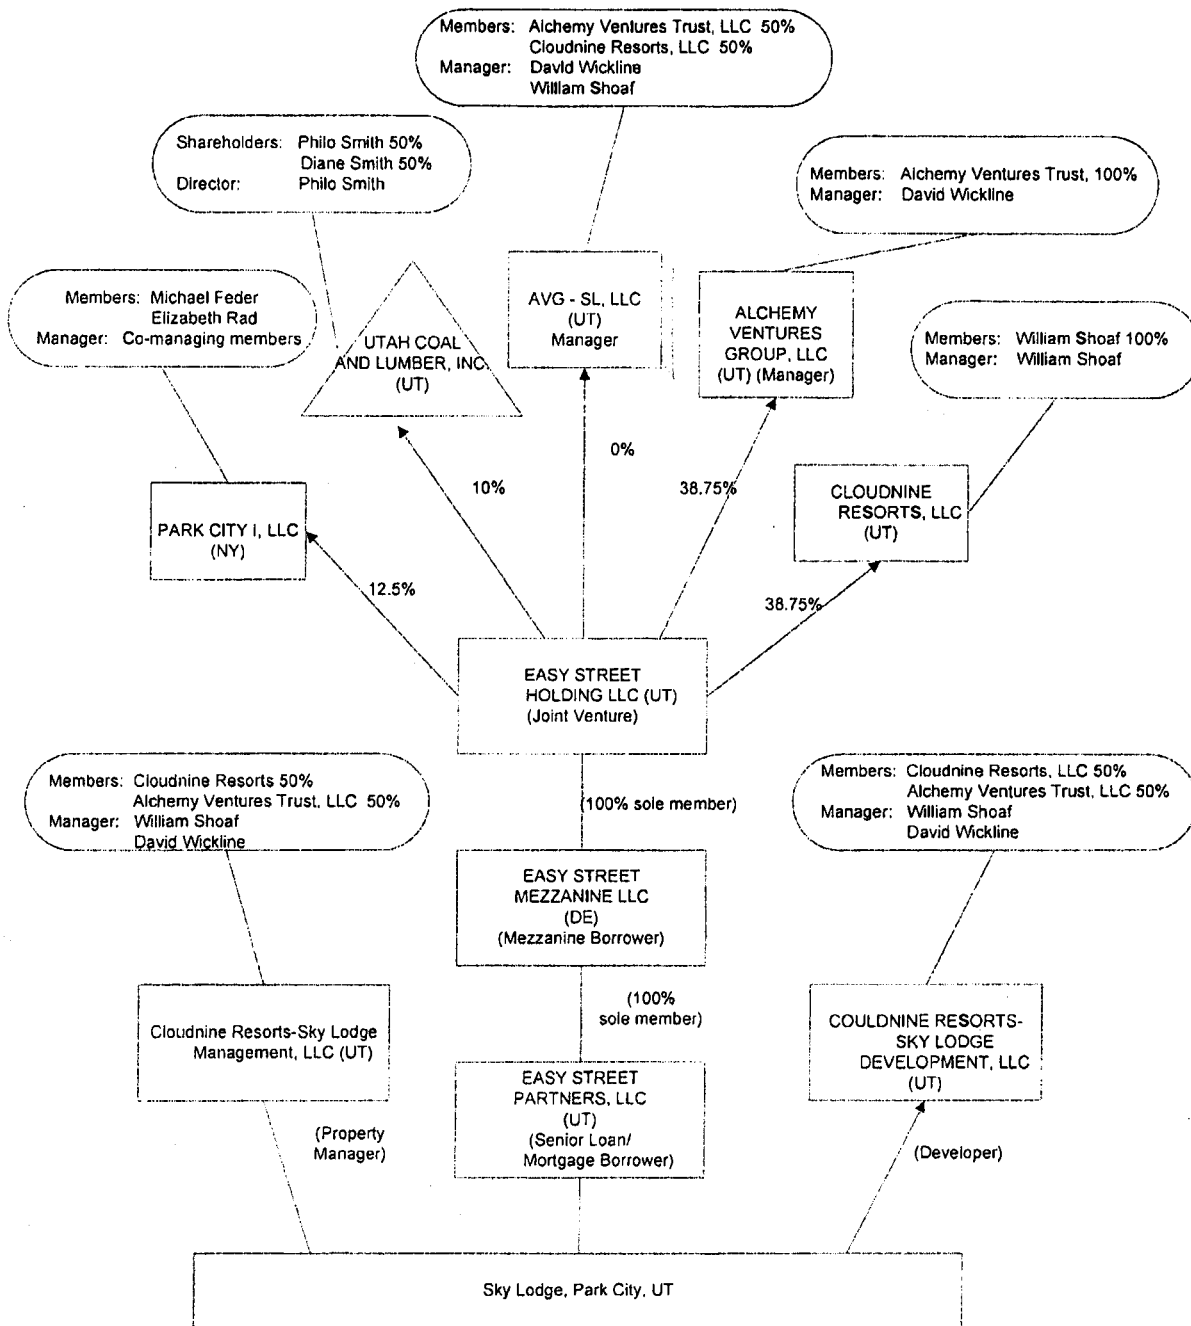 Members: Alchemy Ventures Trust, LLC 50%
Cloudnine Resorts, LLC 50%
Manager: David Wickline
William Shoaf
Shareholders: Philo Smith 50%
Diane Smith 50%
Director: Philo Smith
Members: Alchemy Ventures Trust, 100%
Manager: David Wickline
Members: Michael Feder
Elizabeth Rad
Manager: Co-managing members
UTAH COAL
AND LUMBER, INC.
(UT)
AVG - SL, LLC
(UT)
Manager
ALCHEMY
VENTURES
GROUP, LLC
(UT) (Manager)
Members: William Shoaf 100%
Manager: William Shoaf
PARK CITY I, LLC
(NY)
CLOUDNINE
RESORTS, LLC
(UT)
12.5%
10%
0%
38.75%
38.75%
EASY STREET
HOLDING LLC (UT)
(Joint Venture)
Members: Cloudnine Resorts 50%
Alchemy Ventures Trust, LLC 50%
Manager: William Shoaf
David Wickline
(100% sole member)
Members: Cloudnine Resorts, LLC 50%
Alchemy Ventures Trust, LLC 50%
Manager: William Shoaf
David Wickline
EASY STREET
MEZZANINE LLC
(DE)
(Mezzanine Borrower)
(100%
sole member)
Cloudnine Resorts-Sky Lodge
Management, LLC (UT)
EASY STREET
PARTNERS, LLC
(UT)
(Senior Loan/
Mortgage Borrower)
COULDNINE RESORTS-
SKY LODGE
DEVELOPMENT, LLC
(UT)
(Property
Manager)
(Developer)
Sky Lodge, Park City, UT